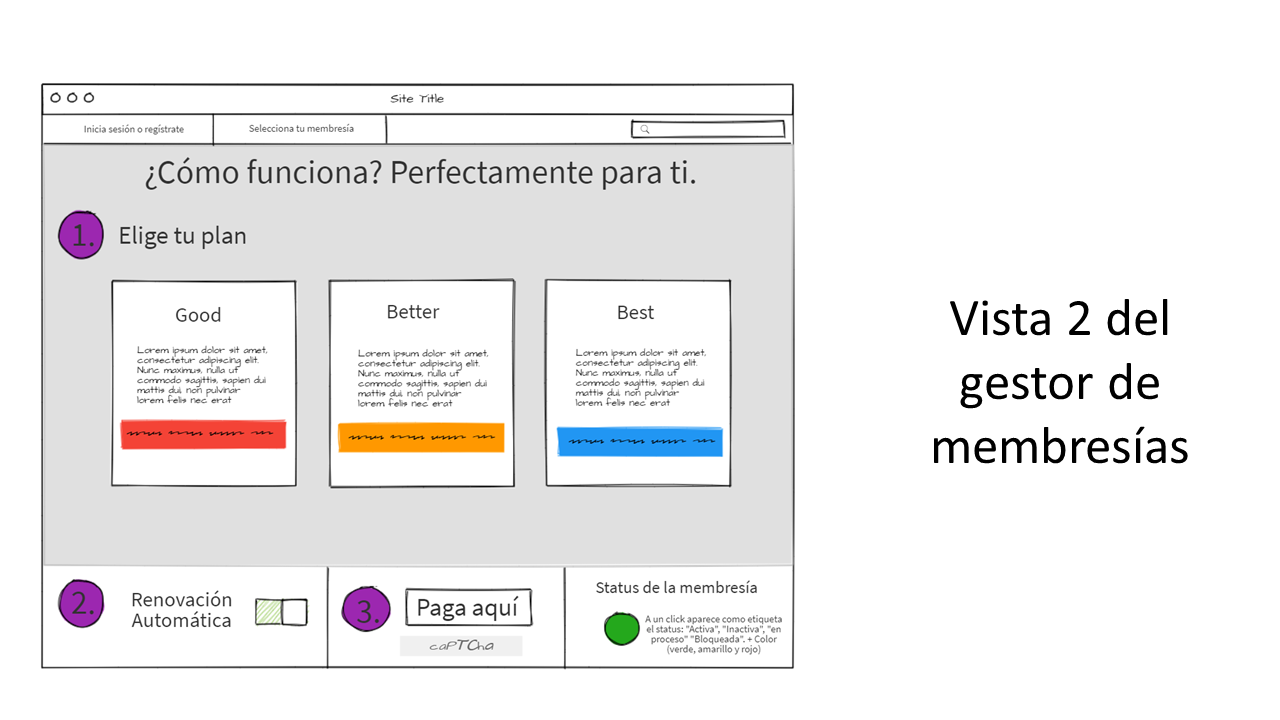 Site Title
Inicia sesión o regístrate
Selecciona tu membresía
¿Cómo funciona? Perfectamente para ti.
1.
Elige tu plan
Good
Lorem ipsum dolor sit amet,
consectetur adipiscing elit.
Nunc maximus, nulla ut
commodo sagittis, sapien dui
mattis dui, non pulvinar
lorem felis nec erat
Better
Lorem ipsum dolor sit amet,
consectetur adipiscing elit.
Nunc maximus, nulla ut
commodo sagittis, sapien dui
mattis dui, non pulvinar
lorem felis nec erat
Best
Lorem ipsum dolor sit amet,
consectetur adipiscing elit.
Nunc maximus, nulla ut
commodo sagittis, sapien dui
mattis dui, non pulvinar
lorem felis nec erat
2.
Renovación
Automática
3.
Paga aquí
caPTCha
Status de la membresía
A un click aparece como etiqueta
el status: "Activa", "Inactiva", "en
proceso" "Bloqueada". + Color
(verde, amarillo y rojo)
Vista 2 del
gestor de
membresías